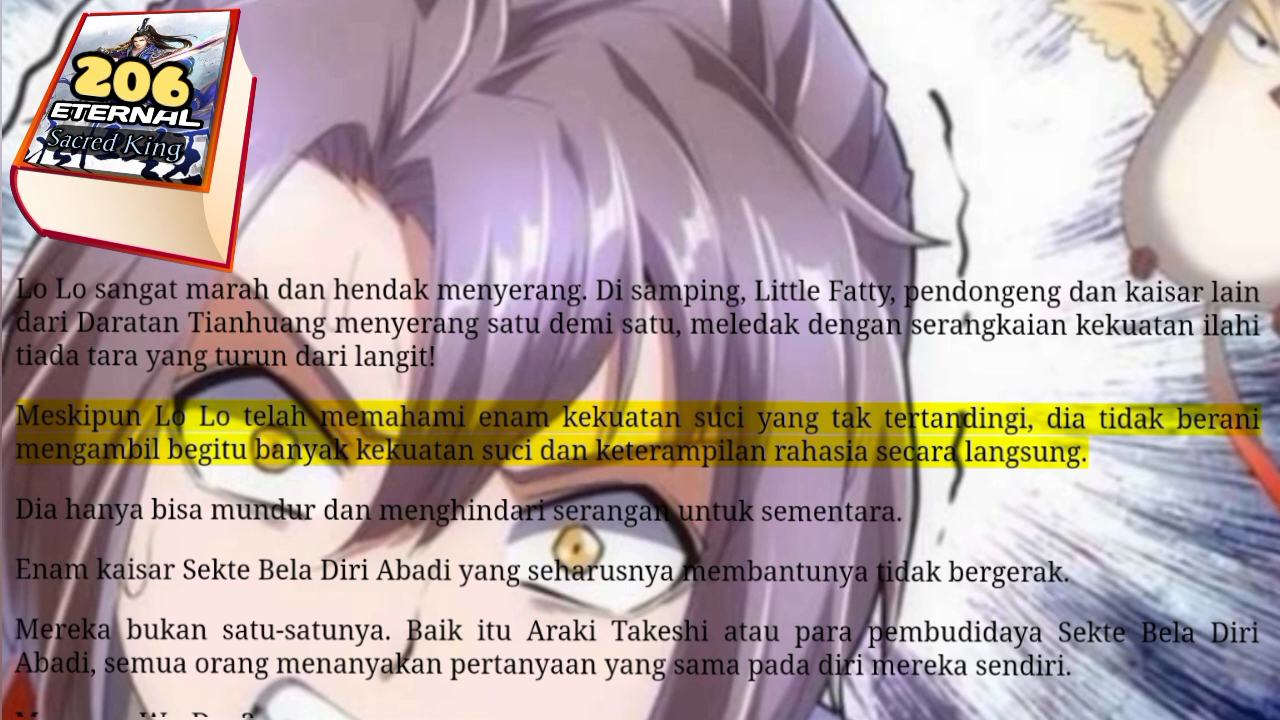 206
ETERNAL
Sacred King
Lo Lo sangat marah dan hendak menyerang. Di samping, Little Fatty, pendongeng dan kaisar lain
dari Daratan Tianhuang menyerang satu demi satu, meledak dengan serangkaian kekuatan ilahi
tiada tara yang turun dari langit!
Meskipun Lo Lo telah memahami enam kekuatan suci yang tak tertandingi, dia tidak berani
mengambil begitu banyak kekuatan suci dan keterampilan rahasia secara langsung.
Dia hanya bisa mundur dan menghindari serangan untuk sementara.
Enam kaisar Sekte Bela Diri Abadi yang seharusnya membantunya tidak bergerak.
Mereka bukan satu-satunya. Baik itu Araki Takeshi atau para pembudidaya Sekte Bela Diri
Abadi, semua orang menanyakan pertanyaan yang sama pada diri mereka sendiri.